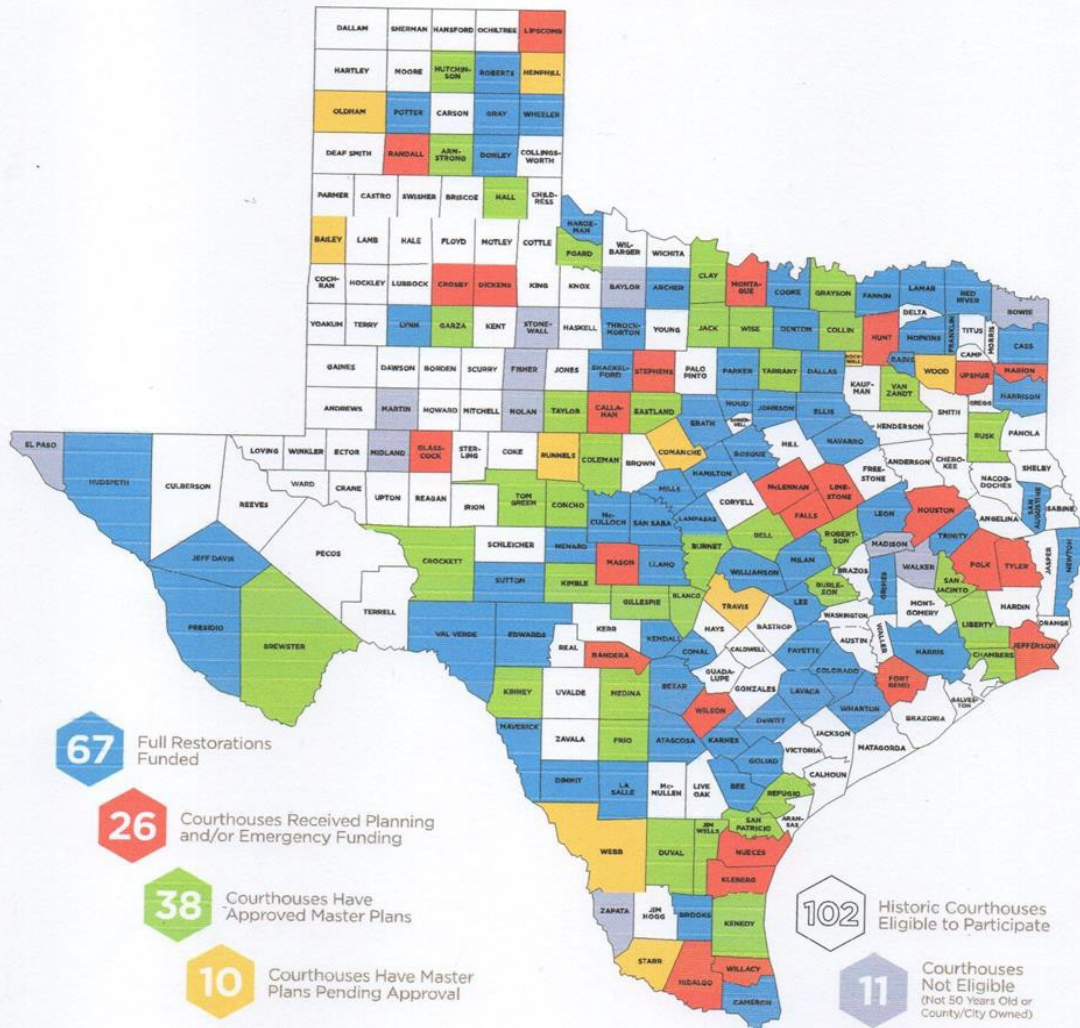 DALLAM
SHERMAN
HANSFORD
OCHILTREE
LIPSCOMB
HARTLEY
MOORE
HUTCHIN-
SON
ROBERTS
HEMPHILL
OLDHAM
POTTER
CARSON
GRAY
WHEELER
DEAF SMITH
RANDALL
ARM-
STRONG
DONLEY
COLLINGS-
WORTH
PARMER
CASTRO
SWISHER
BRISCOE
HALL
CHILD-
RESS
BAILEY
LAMB
HALE
FLOYD
MOTLEY
COTTLE
HARDE-
MAN
FOARD
WIL-
BARGER
WICHITA
COCH-
RAN
HOCKLEY
LUBBOCK
CROSBY
DICKENS
KING
KNOX
BAYLOR
ARCHER
CLAY
MONTA-
GUE
COOKE
GRAYSON
FANNIN
LAMAR
RED
RIVER
BOWIE
YOAKUM
TERRY
LYNN
GARZA
KENT
STONE-
WALL
HASKELL
THROCK-
MORTON
YOUNG
JACK
WISE
DENTON
COLLIN
HUNT
DELTA
HOPKINS
FRANKLIN
TITUS
MORRIS
CASS
CAMP
GAINES
DAWSON
BORDEN
SCURRY
FISHER
JONES
SHACKEL-
FORD
STEPHENS
PALO
PINTO
PARKER
TARRANT
DALLAS
ROCK-
WALL
RAINS
WOOD
UPSHUR
MARION
HARRISON
KAUF-
MAN
VAN
ZANDT
GREGG
SMITH
ANDREWS
MARTIN
HOWARD
MITCHELL
NOLAN
TAYLOR
CALLA-
HAN
EASTLAND
ERATH
HOOD
SOMER-
VELL
JOHNSON
ELLIS
HENDERSON
RUSK
PANOLA
EL PASO
HUDSPETH
CULBERSON
REEVES
LOVING
WINKLER
ECTOR
MIDLAND
GLASS-
COCK
STER-
LING
COKE
RUNNELS
COLEMAN
BROWN
COMANCHE
BOSQUE
HILL
NAVARRO
ANDERSON
CHERO-
KEE
SHELBY
WARD
CRANE
UPTON
REAGAN
IRION
TOM
GREEN
CONCHO
HAMILTON
MILLS
CORYELL
McLENNAN
LIME-
STONE
FREE-
STONE
NACOG-
DOCHES
SAN
AUGUSTINE
SABINE
JEFF DAVIS
PECOS
CROCKETT
SCHLEICHER
MENARD
Mc-
CULLOCH
SAN SABA
LAMPASAS
BELL
FALLS
ROBERT-
SON
LEON
HOUSTON
ANGELINA
TRINITY
MADISON
WALKER
POLK
TYLER
JASPER
NEWTON
PRESIDIO
BREWSTER
TERRELL
SUTTON
KIMBLE
MASON
LLANO
BURNET
WILLIAMSON
MILAM
BRAZOS
BURLE-
SON
GRIMES
SAN
JACINTO
HARDIN
VAL VERDE
EDWARDS
KERR
GILLESPIE
BLANCO
TRAVIS
LEE
WASHINGTON
MONT-
GOMERY
LIBERTY
ORANGE
REAL
BANDERA
KENDALL
HAYS
COMAL
BASTROP
CALDWELL
FAYETTE
AUSTIN
WALLER
HARRIS
CHAMBERS
JEFFERSON
KINNEY
UVALDE
MEDINA
BEXAR
GUADA-
LUPE
GONZALES
LAVACA
COLORADO
FORT
BEND
GALVES-
TON
MAVERICK
ZAVALA
FRIO
ATASCOSA
WILSON
KARNES
DeWITT
WHARTON
BRAZORIA
JACKSON
VICTORIA
MATAGORDA
DIMMIT
LA
SALLE
Mc-
MULLEN
LIVE
OAK
BEE
GOLIAD
CALHOUN
REFUGIO
ARAN-
SAS
WEBB
DUVAL
JIM
WELLS
SAN
PATRICIO
NUECES
KLEBERG
ZAPATA
JIM
HOGG
BROOKS
KENEDY
STARR
HIDALGO
WILLACY
CAMERON
67
Full Restorations
Funded
26
Courthouses Received Planning
and/or Emergency Funding
38
Courthouses Have
Approved Master Plans
10
Courthouses Have Master
Plans Pending Approval
102
Historic Courthouses
Eligible to Participate
11
Courthouses
Not Eligible
(Not 50 Years Old or
County/City Owned)